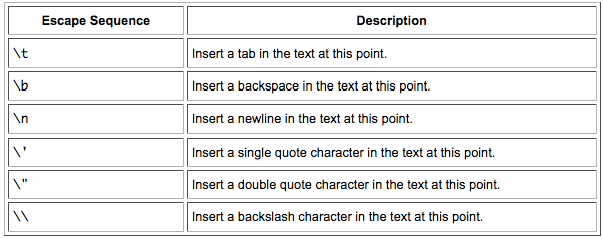 Escape Sequence Description
\t Insert a tab in the text at this point.
\b Insert a backspace in the text at this point.
\n Insert a newline in the text at this point.
\' Insert a single quote character in the text at this point.
\" Insert a double quote character in the text at this point.
\\ Insert a backslash character in the text at this point.